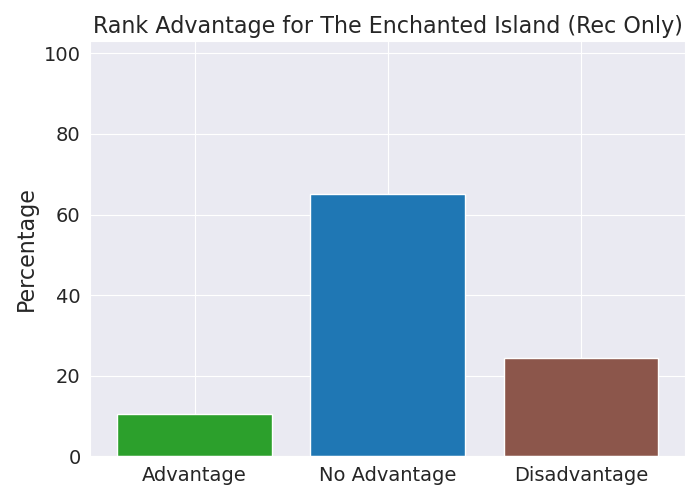 Rank Advantage for The Enchanted Island (Rec Only)
Percentage
100
80
60
40
20
0
Advantage
No Advantage
Disadvantage